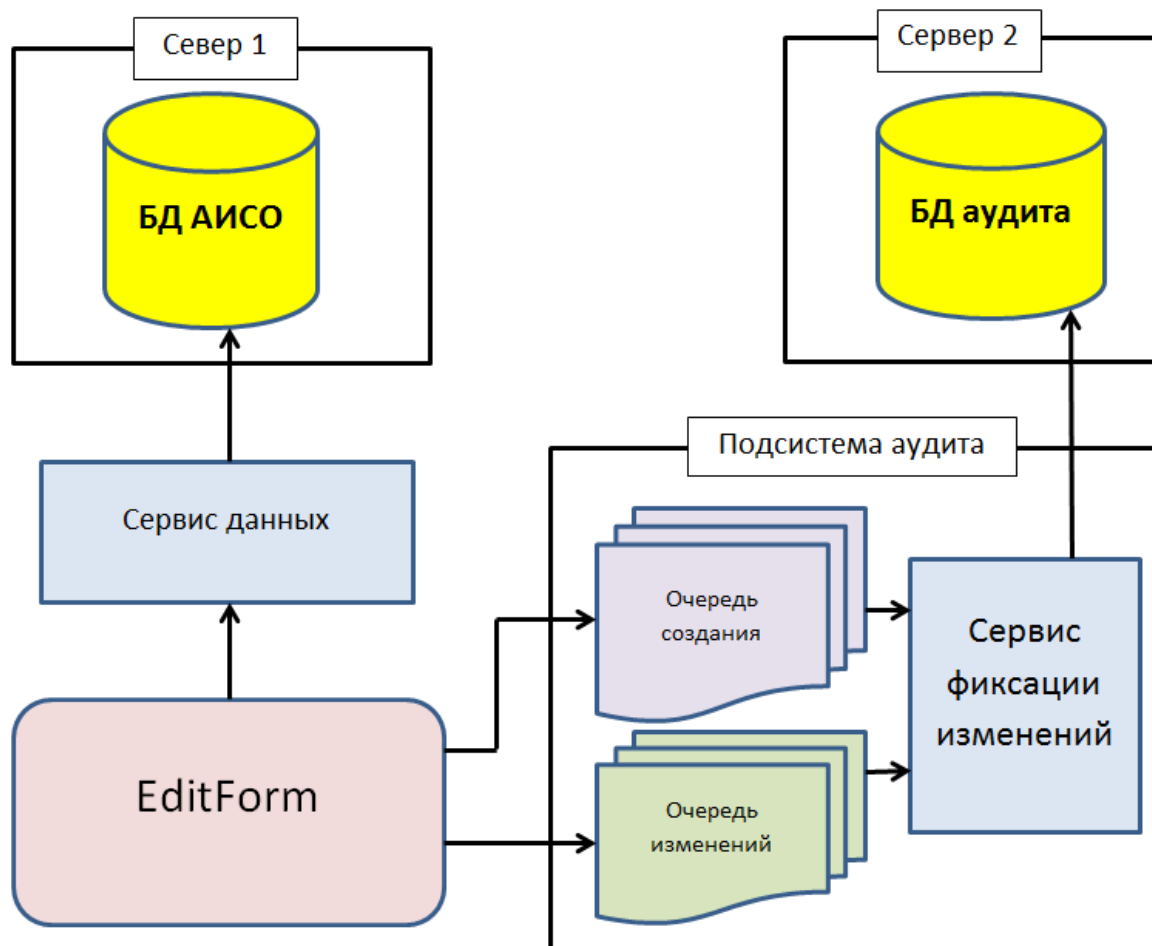 Север 1
Сервер 2
БД АИСО
БД аудита
Подсистема аудита
Сервис данных
Очередь
создания
Сервис
фиксации
изменений
EditForm
Очередь
изменений